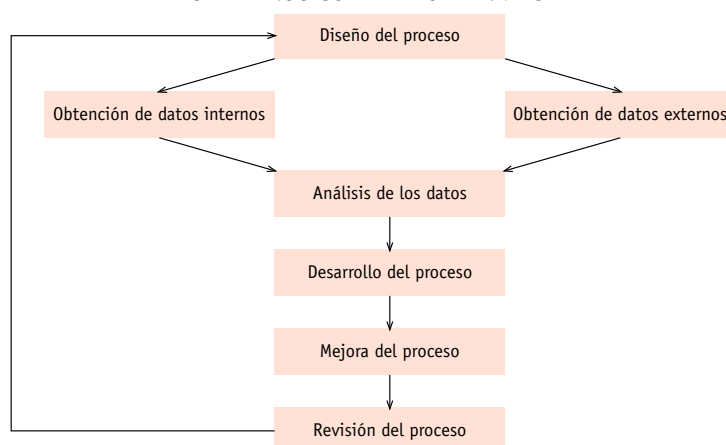 Diseño del proceso
Obtención de datos internos
Obtención de datos externos
Análisis de los datos
Desarrollo del proceso
Mejora del proceso
Revisión del proceso